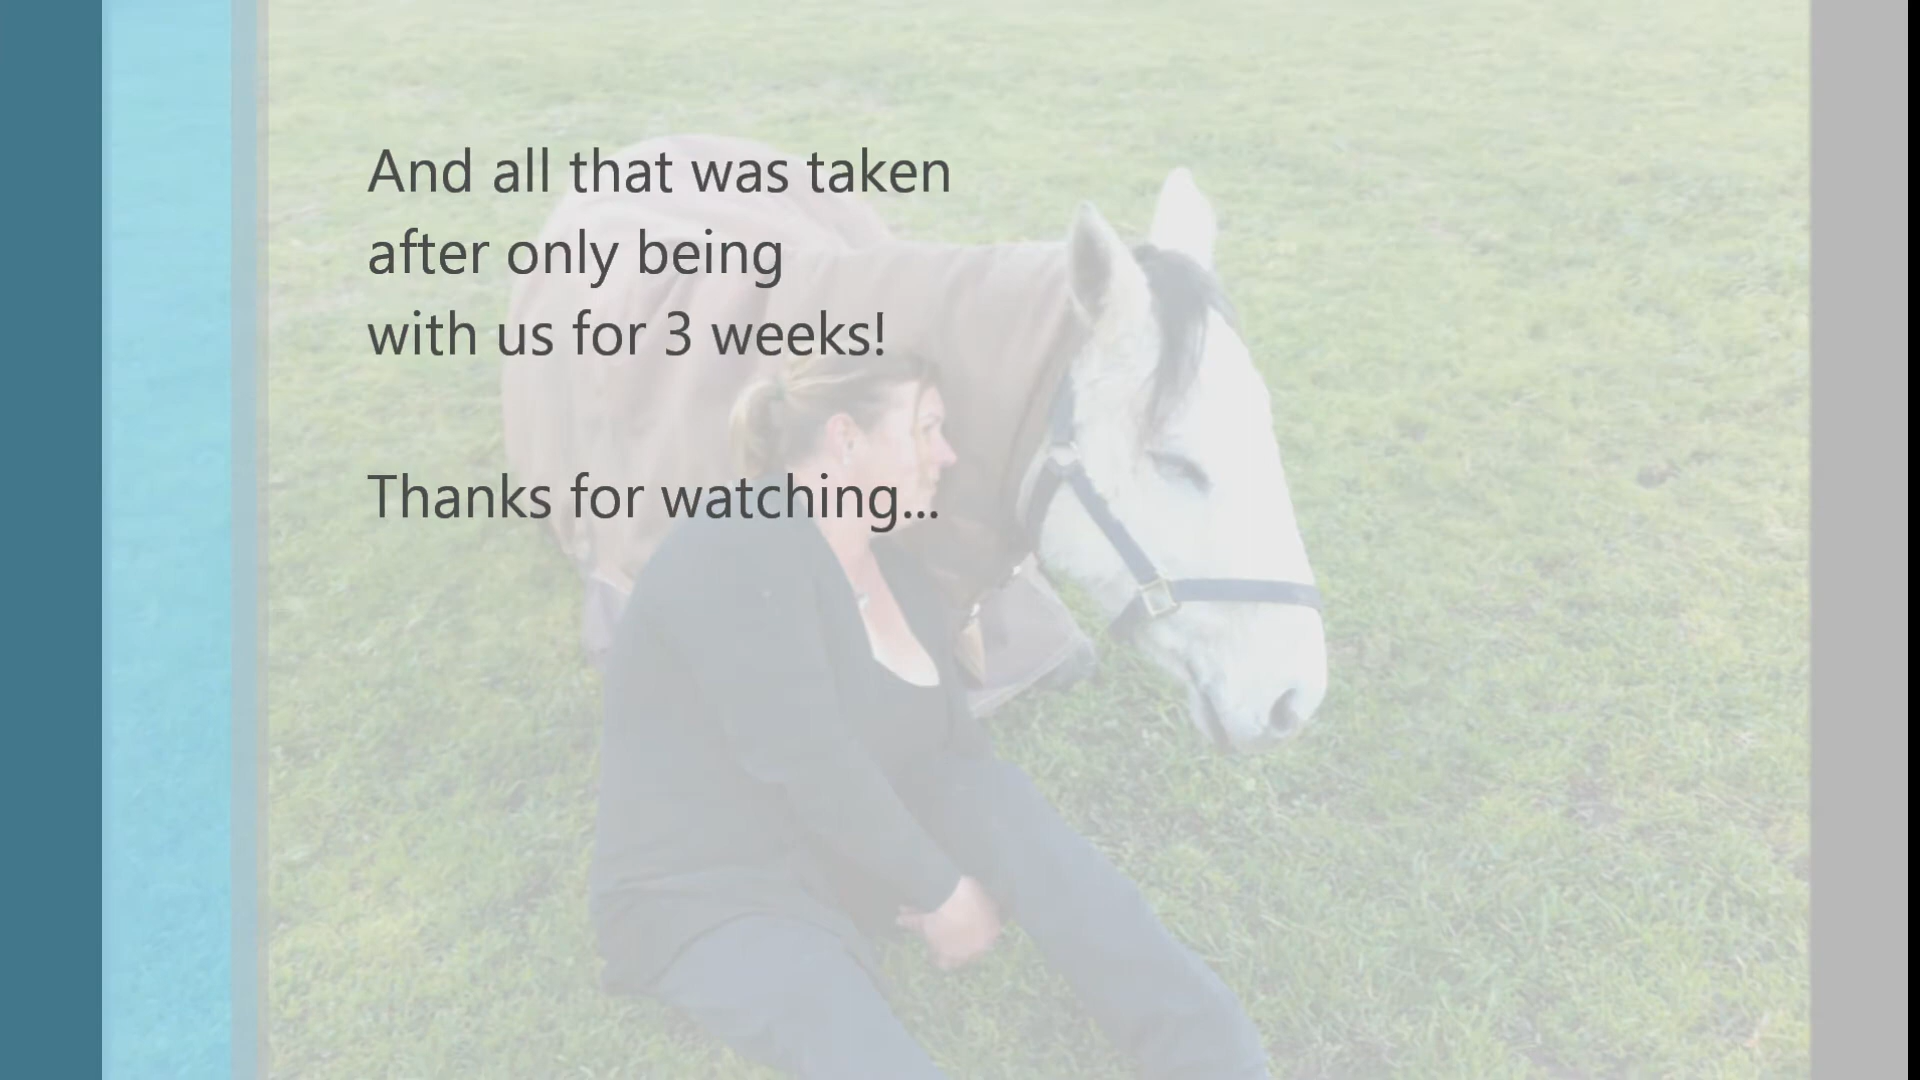 And all that was taken
after only being
with us for 3 weeks!
Thanks for watching...